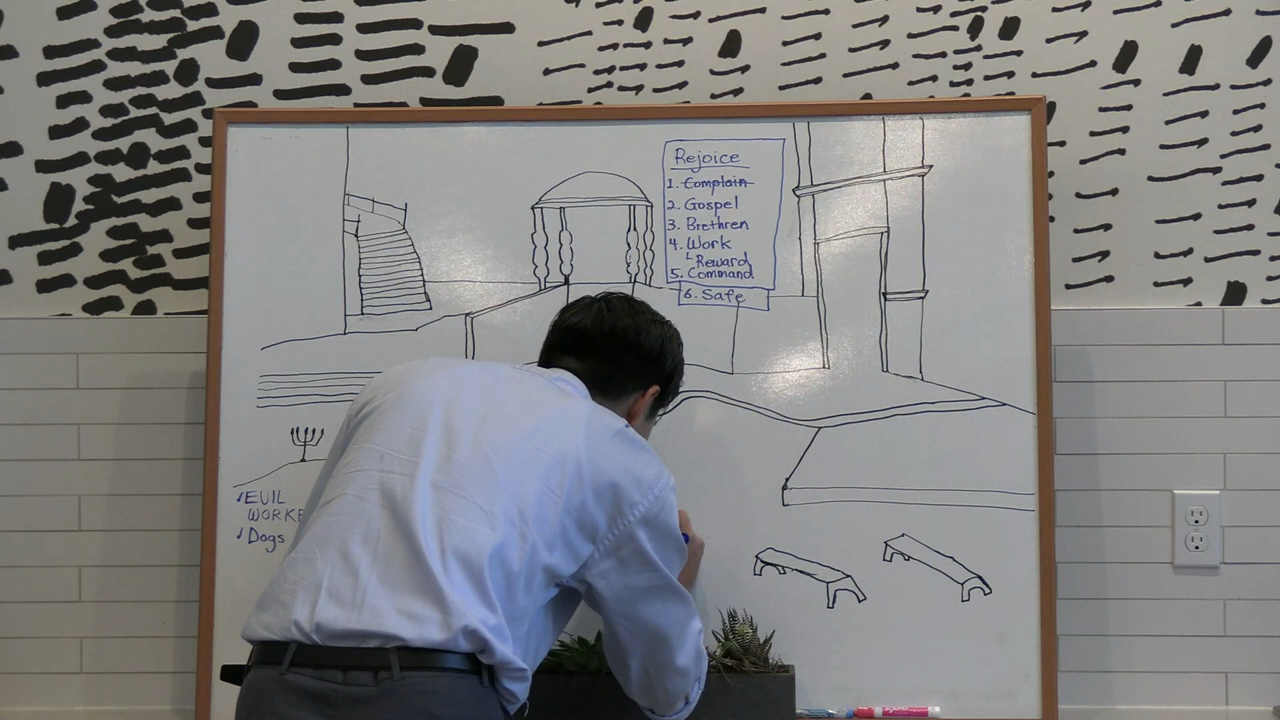 Rejoice
1. Complain
2. Gospel
3. Brethren
4. Work
Reward
5. Command
6. Safe
EVIL
Dogs